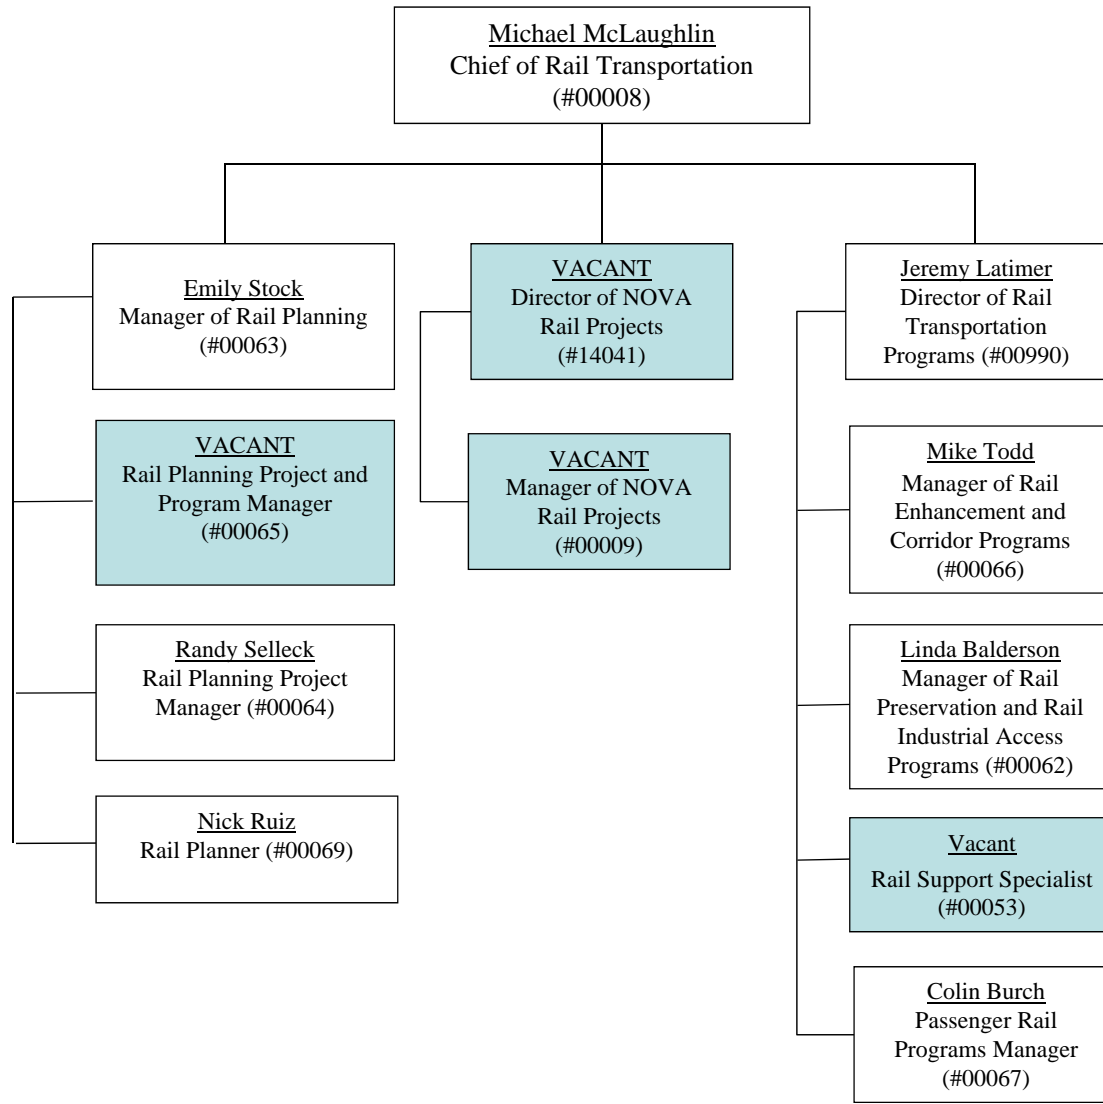 Michael McLaughlin
Chief of Rail Transportation
(#00008)
Emily Stock
Manager of Rail Planning
(#00063)
VACANT
Rail Planning Project and
Program Manager
(#00065)
Randy Selleck
Rail Planning Project
Manager (#00064)
Nick Ruiz
Rail Planner (#00069)
VACANT
Director of NOVA
Rail Projects
(#14041)
VACANT
Manager of NOVA
Rail Projects
(#00009)
Jeremy Latimer
Director of Rail
Transportation
Programs (#00990)
Mike Todd
Manager of Rail
Enhancement and
Corridor Programs
(#00066)
Linda Balderson
Manager of Rail
Preservation and Rail
Industrial Access
Programs (#00062)
Vacant
Rail Support Specialist
(#00053)
Colin Burch
Passenger Rail
Programs Manager
(#00067)